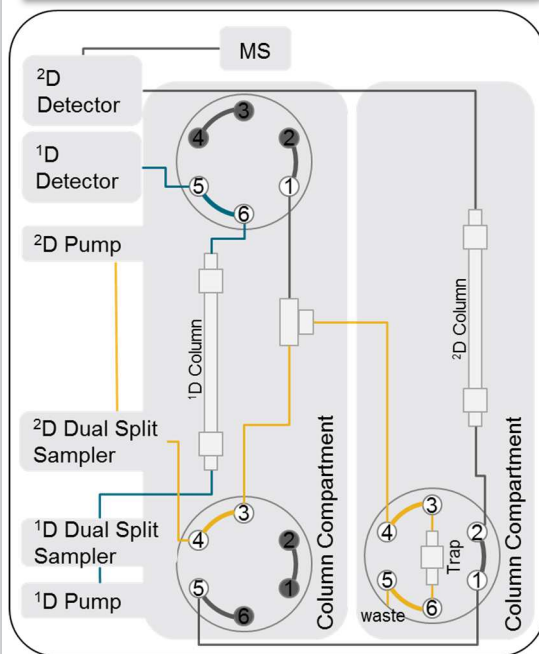 MS
²D
Detector
¹D
Detector
²D Pump
²D Dual Split
Sampler
¹D Dual Split
Sampler
¹D Pump
3
4
2
5
1
6
¹D Column
3
4
2
5
1
6
Column Compartment
²D Column
3
4
2
Trap
5
1
waste
6
Column Compartment